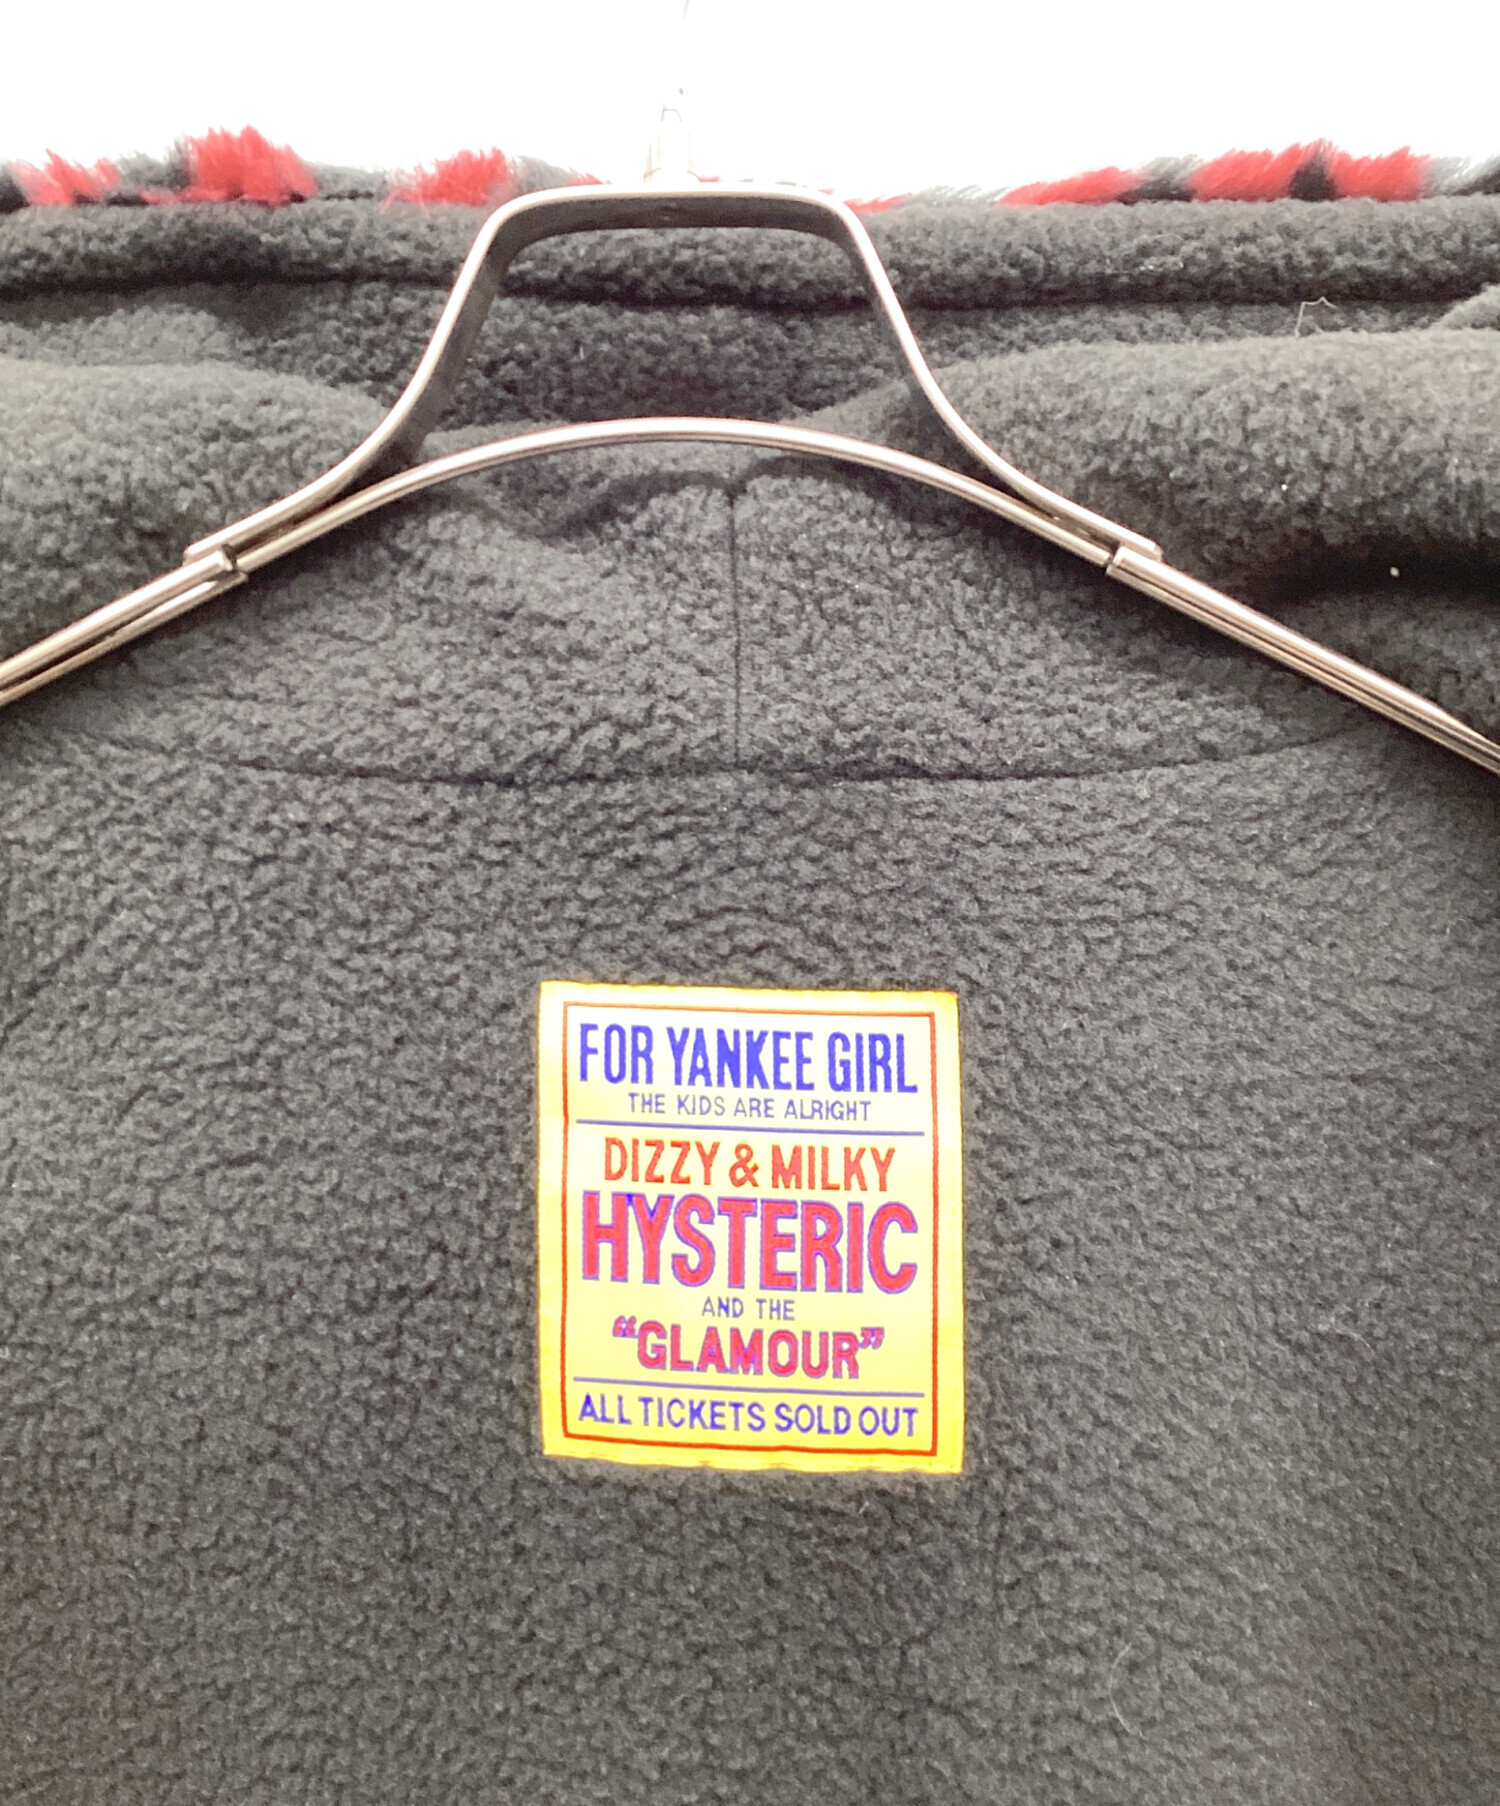 FOR YANKEE GIRL
THE KIDS ARE ALRIGHT
DIZZY & MILKY
HYSTERIC
AND THE
“GLAMOUR”
ALL TICKETS SOLD OUT